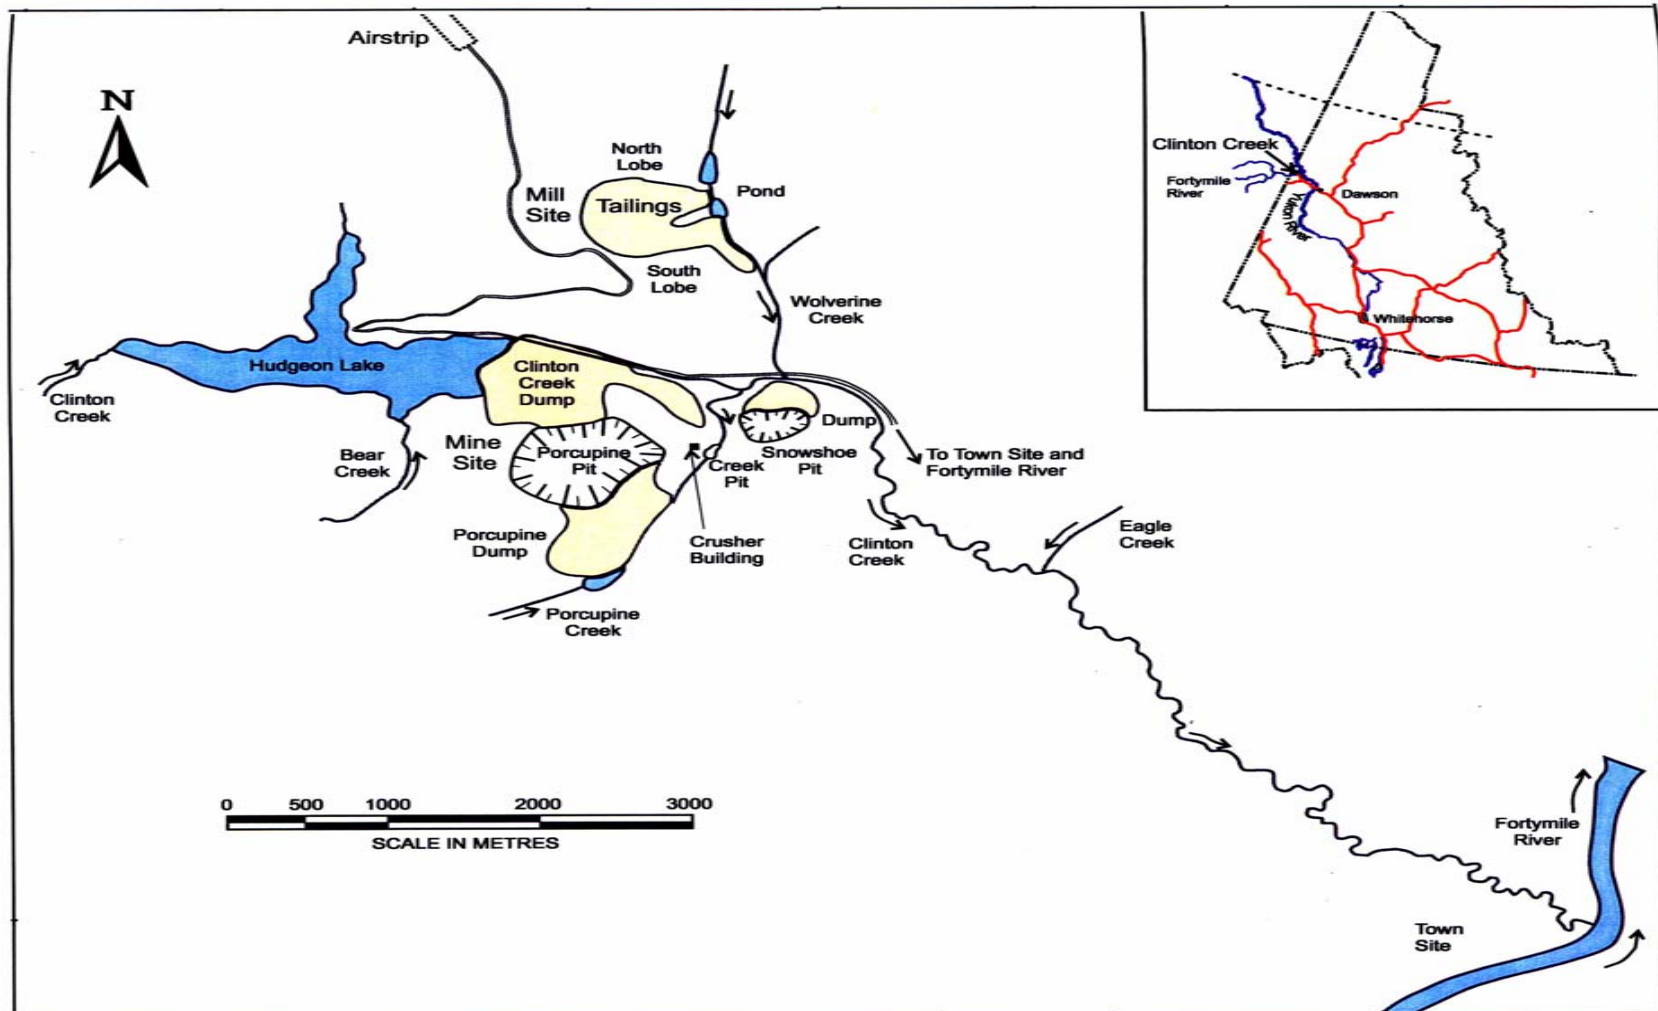 Airstrip
N
North
Lobe
Mill
Site
Tailings
Pond
South
Lobe
Wolverine
Creek
Hudgeon Lake
Clinton
Creek
Dump
Clinton
Creek
Bear
Creek
Mine
Site
Porcupine
Pit
Creek
Pit
Dump
Snowshoe
Pit
To Town Site and
Fortymile River
Porcupine
Dump
Crusher
Building
Clinton
Creek
Eagle
Creek
Porcupine
Creek
0 500 1000 2000 3000
SCALE IN METRES
Fortymile
River
Town
Site
Clinton Creek
Fortymile
River
Dawson
Yukon River
Whitehorse